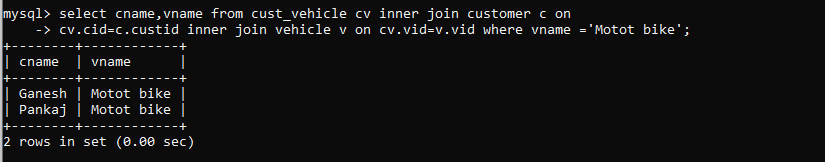 mysql> select cname,vname from cust_vehicle cv inner join customer c on
    -> cv.cid=c.custid inner join vehicle v on cv.vid=v.vid where vname ='Motot bike';
+--------+------------+
| cname  | vname      |
+--------+------------+
| Ganesh | Motot bike |
| Pankaj | Motot bike |
+--------+------------+
2 rows in set (0.00 sec)